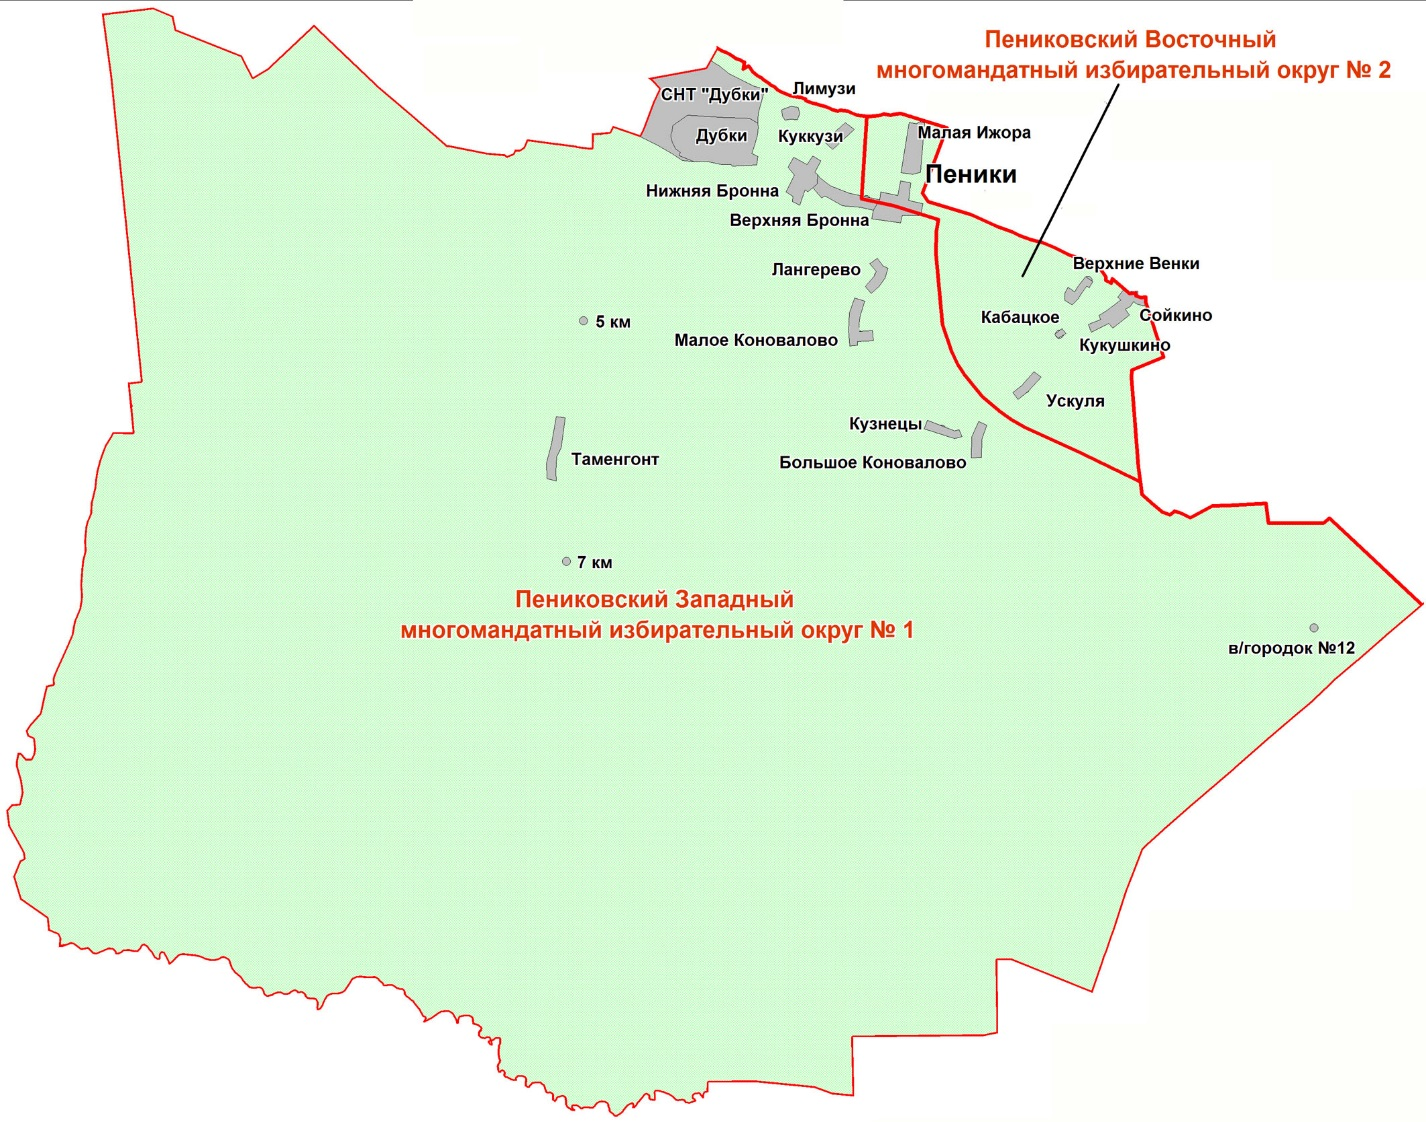 Пениковский Восточный
многомандатный избирательный округ № 2
СНТ "Дубки"
Лимузи
Дубки
Куккузи
Малая Ижора
Пеники
Нижняя Бронна
Верхняя Бронна
Лангерево
Верхние Венки
5 км
Малое Коновалово
Кабацкое
Сойкино
Кукушкино
Ускуля
Кузнецы
Таменгонт
Большое Коновалово
7 км
Пениковский Западный
многомандатный избирательный округ № 1
в/городок №12